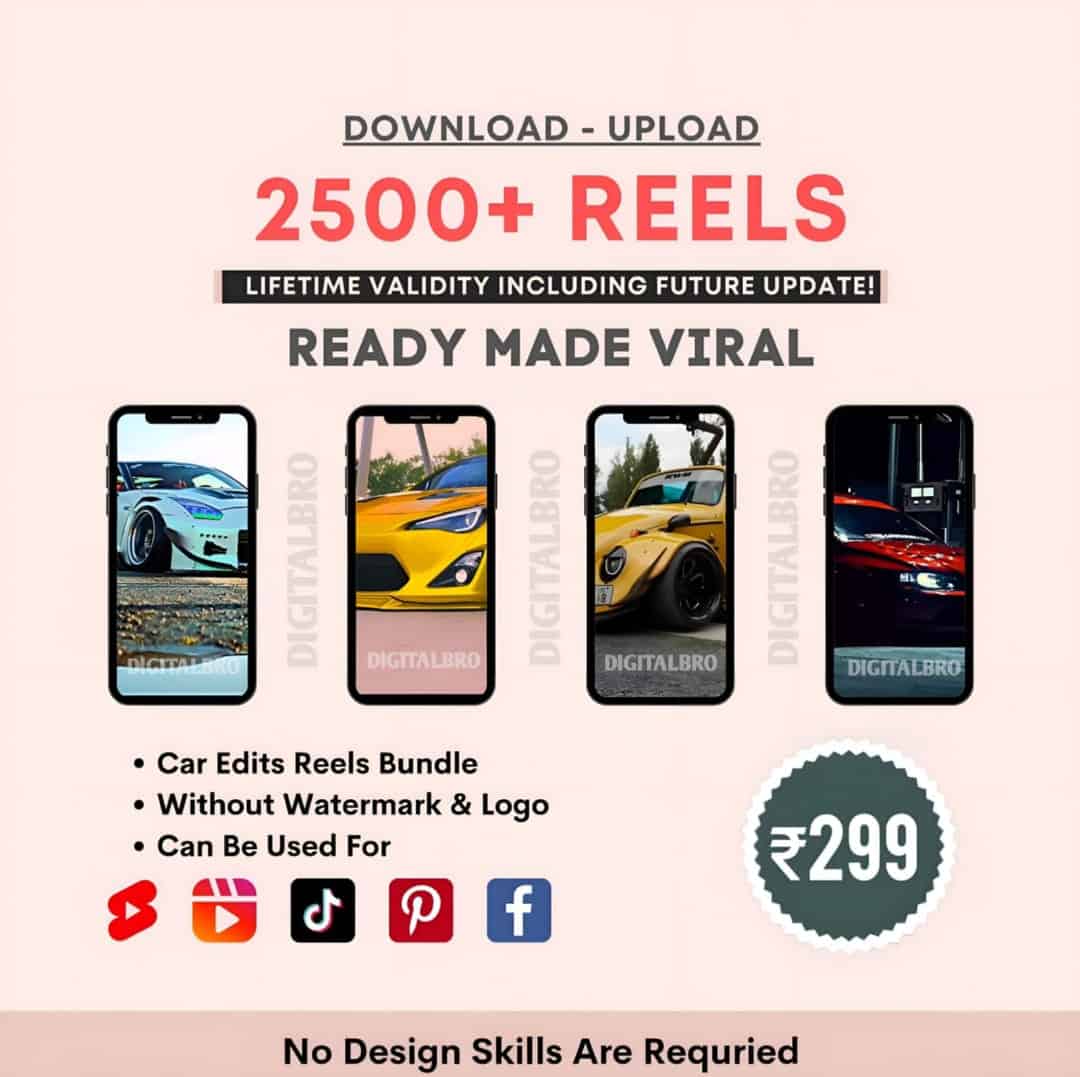 DOWNLOAD - UPLOAD
2500+ REELS
LIFETIME VALIDITY INCLUDING FUTURE UPDATE!
READY MADE VIRAL
DIGITALBRO
DIGITALBRO
DIGITALBRO
DIGITALBRO
DIGITALBRO
DIGITALBRO
DIGITALBRO
• Car Edits Reels Bundle
• Without Watermark & Logo
• Can Be Used For
₹299
No Design Skills Are Requried